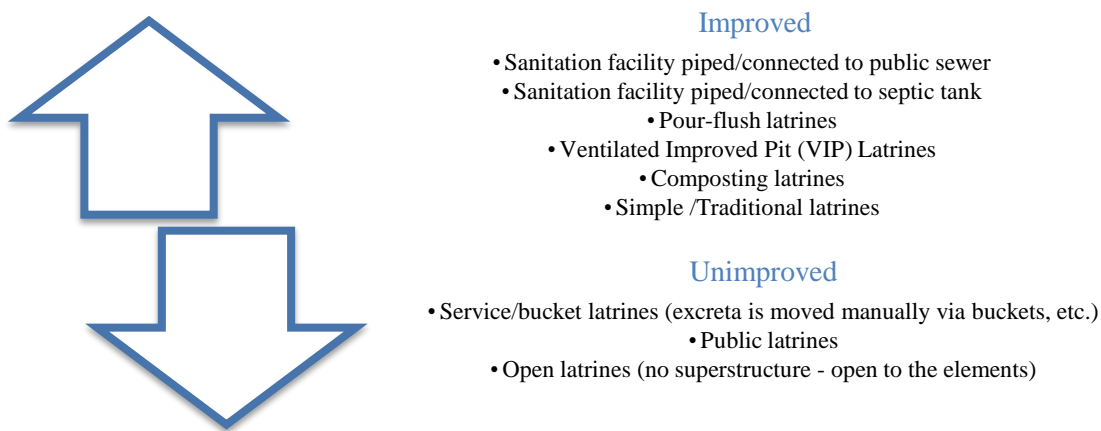 Improved
• Sanitation facility piped/connected to public sewer
• Sanitation facility piped/connected to septic tank
• Pour-flush latrines
• Ventilated Improved Pit (VIP) Latrines
• Composting latrines
• Simple /Traditional latrines
Unimproved
• Service/bucket latrines (excreta is moved manually via buckets, etc.)
• Public latrines
• Open latrines (no superstructure - open to the elements)